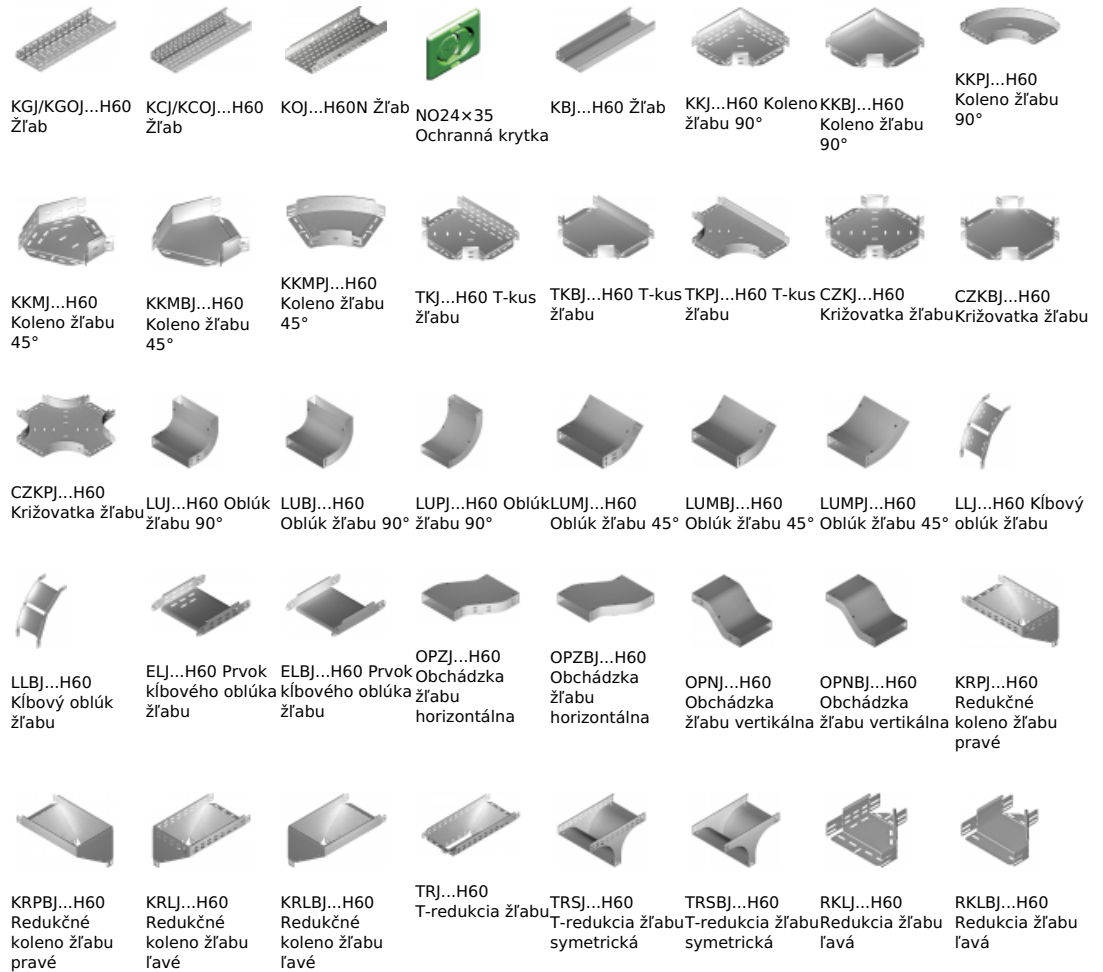 KGJ/KGOJ...H60
Žľab
KCJ/KCOJ...H60
Žľab
KOJ...H60N Žľab
NO24×35
Ochranná krytka
KBJ...H60 Žľab
KKJ...H60 Koleno
žľabu 90°
KKBJ...H60
Koleno žľabu
90°
KKPJ...H60
Koleno žľabu
90°
KKMJ...H60
Koleno žľabu
45°
KKMBJ...H60
Koleno žľabu
45°
KKMPJ...H60
Koleno žľabu
45°
TKJ...H60 T-kus
žľabu
TKBJ...H60 T-kus
žľabu
TKPJ...H60 T-kus
žľabu
CZKJ...H60
Križovatka žľabu
CZKBJ...H60
Križovatka žľabu
CZKPJ...H60
Križovatka žľabu
LUJ...H60 Oblúk
žľabu 90°
LUBJ...H60
Oblúk žľabu 90°
LUPJ...H60 Oblúk
žľabu 90°
LUMJ...H60
Oblúk žľabu 45°
LUMBJ...H60
Oblúk žľabu 45°
LUMPJ...H60
Oblúk žľabu 45°
LLJ...H60 Kĺbový
oblúk žľabu
LLBJ...H60
Kĺbový oblúk
žľabu
ELJ...H60 Prvok
kĺbového oblúka
žľabu
ELBJ...H60 Prvok
kĺbového oblúka
žľabu
OPZJ...H60
Obchádzka
žľabu
horizontálna
OPZBJ...H60
Obchádzka
žľabu
horizontálna
OPNJ...H60
Obchádzka
žľabu vertikálna
OPNBJ...H60
Obchádzka
žľabu vertikálna
KRPJ...H60
Redukčné
koleno žľabu
pravé
KRPBJ...H60
Redukčné
koleno žľabu
pravé
KRLJ...H60
Redukčné
koleno žľabu
ľavé
KRLBJ...H60
Redukčné
koleno žľabu
ľavé
TRJ...H60
T-redukcia žľabu
TRSJ...H60
T-redukcia žľabu
symetrická
TRSBJ...H60
T-redukcia žľabu
symetrická
RKLJ...H60
Redukcia žľabu
ľavá
RKLBJ...H60
Redukcia žľabu
ľavá